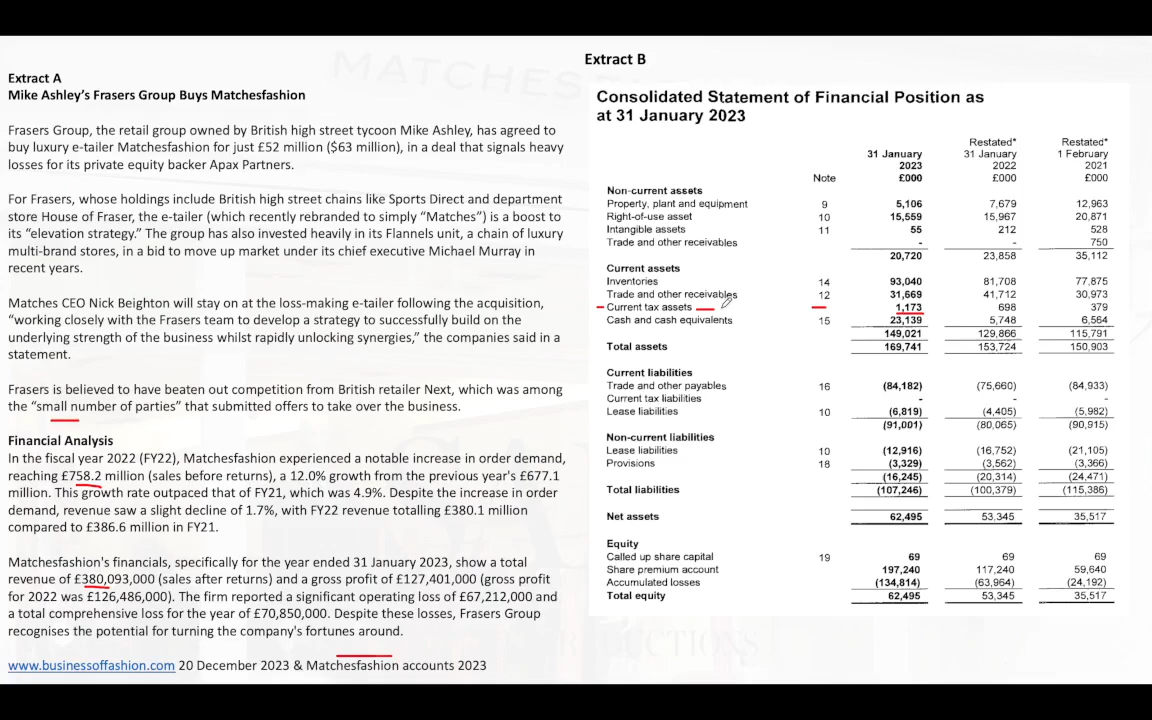 Extract A
Mike Ashley's Frasers Group Buys Matchesfashion
Frasers Group, the retail group owned by British high street tycoon Mike Ashley, has agreed to
buy luxury e-tailer Matchesfashion for just £52 million ($63 million), in a deal that signals heavy
losses for its private equity backer Apax Partners.
For Frasers, whose holdings include British high street chains like Sports Direct and department
store House of Fraser, the e-tailer (which recently rebranded to simply “Matches”) is a boost to
its “elevation strategy.” The group has also invested heavily in its Flannels unit, a chain of luxury
multi-brand stores, in a bid to move up market under its chief executive Michael Murray in
recent years.
Matches CEO Nick Beighton will stay on at the loss-making e-tailer following the acquisition,
“working closely with the Frasers team to develop a strategy to successfully build on the
underlying strength of the business whilst rapidly unlocking synergies,” the companies said in a
statement.
Frasers is believed to have beaten out competition from British retailer Next, which was among
the “small number of parties” that submitted offers to take over the business.
Financial Analysis
In the fiscal year 2022 (FY22), Matchesfashion experienced a notable increase in order demand,
reaching £758.2 million (sales before returns), a 12.0% growth from the previous year's £677.1
million. This growth rate outpaced that of FY21, which was 4.9%. Despite the increase in order
demand, revenue saw a slight decline of 1.7%, with FY22 revenue totalling £380.1 million
compared to £386.6 million in FY21.
Matchesfashion's financials, specifically for the year ended 31 January 2023, show a total
revenue of £380,093,000 (sales after returns) and a gross profit of £127,401,000 (gross profit
for 2022 was £126,486,000). The firm reported a significant operating loss of £67,212,000 and
a total comprehensive loss for the year of £70,850,000. Despite these losses, Frasers Group
recognises the potential for turning the company's fortunes around.
www.businessoffashion.com 20 December 2023 & Matchesfashion accounts 2023
Extract B
Consolidated Statement of Financial Position as
at 31 January 2023
Restated* Restated*
31 January 31 January 1 February
2023 2022 2021
Note £000 £000 £000
Non-current assets
Property, plant and equipment 9 5,106 7,679 12,963
Right-of-use asset 10 15,559 15,967 20,871
Intangible assets 11 55 212 528
Trade and other receivables - - 750
20,720 23,858 35,112
Current assets
Inventories 14 93,040 81,708 77,875
Trade and other receivables 12 31,669 41,712 30,973
Current tax assets 1,173 698 379
Cash and cash equivalents 15 23,139 5,748 6,564
149,021 129,866 115,791
Total assets 169,741 153,724 150,903
Current liabilities
Trade and other payables 16 (84,182) (75,660) (84,933)
Current tax liabilities - - -
Lease liabilities 10 (6,819) (4,405) (5,982)
(91,001) (80,065) (90,915)
Non-current liabilities
Lease liabilities 10 (12,916) (16,752) (21,105)
Provisions 18 (3,329) (3,562) (3,366)
(16,245) (20,314) (24,471)
Total liabilities (107,246) (100,379) (115,386)
Net assets 62,495 53,345 35,517
Equity
Called up share capital 19 69 69 69
Share premium account 197,240 117,240 59,640
Accumulated losses (134,814) (63,964) (24,192)
Total equity 62,495 53,345 35,517